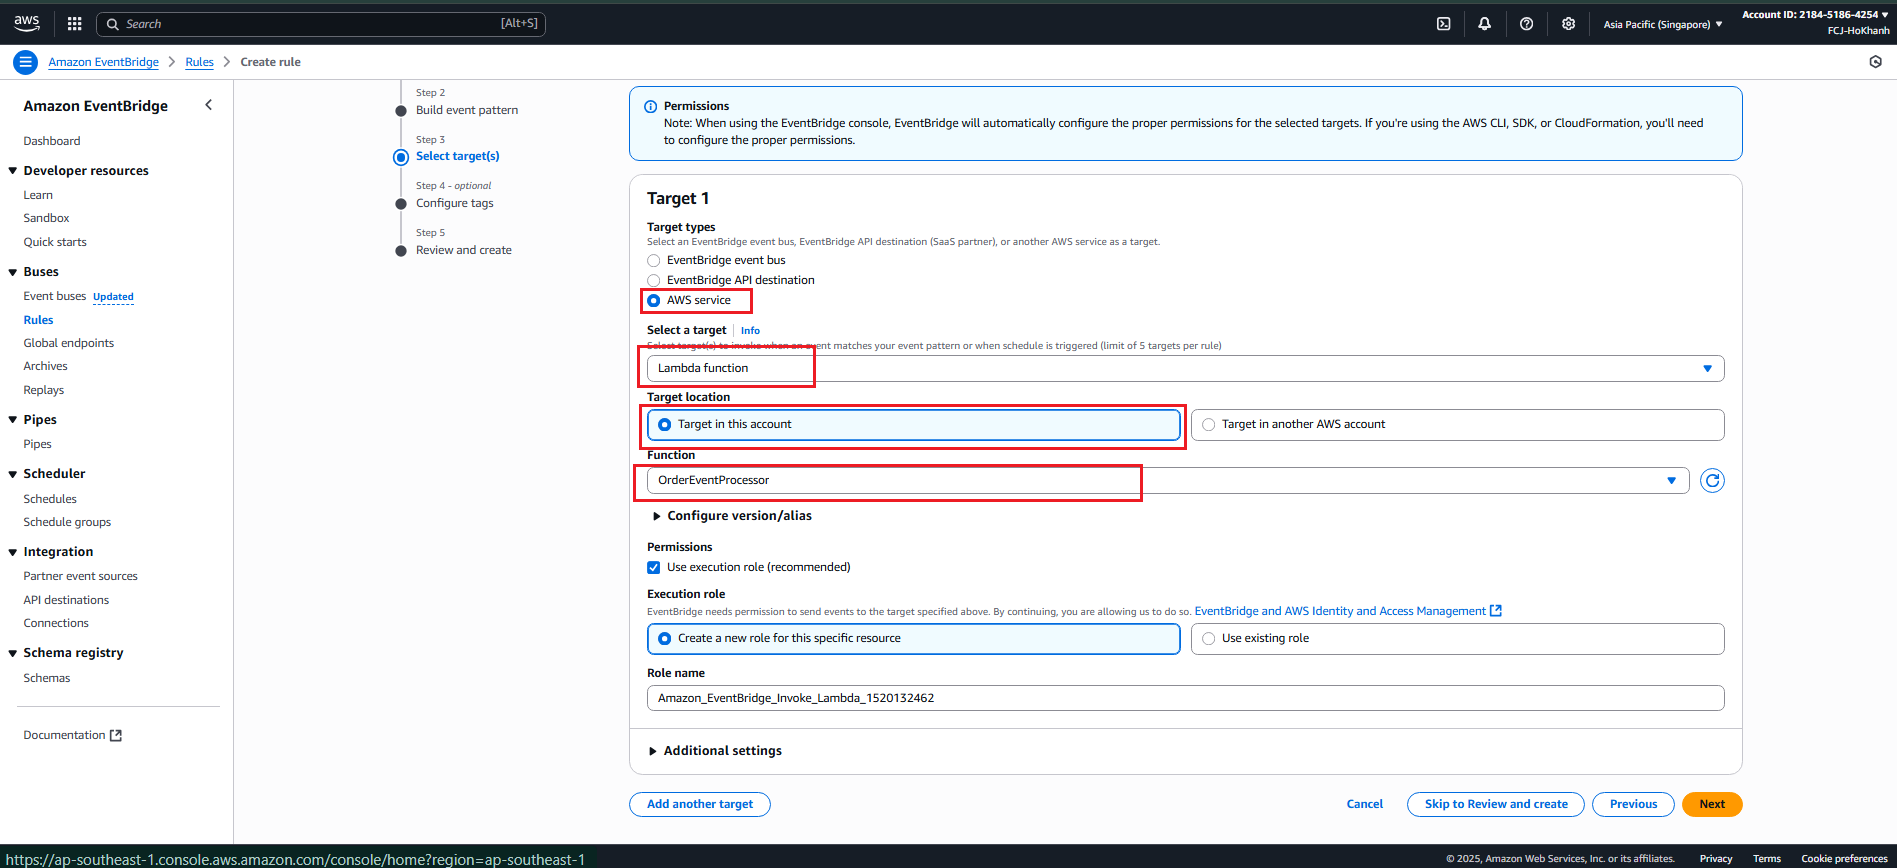 aws
Search
[Alt+S]
Asia Pacific (Singapore)
Account ID: 2184-5186-4254
FCJ-HoKhanh
Amazon EventBridge
Rules
Create rule
Amazon EventBridge
Dashboard
Developer resources
Learn
Sandbox
Quick starts
Buses
Event buses Updated
Rules
Global endpoints
Archives
Replays
Pipes
Pipes
Scheduler
Schedules
Schedule groups
Integration
Partner event sources
API destinations
Connections
Schema registry
Schemas
Documentation
Step 2
Build event pattern
Step 3
Select target(s)
Step 4 - optional
Configure tags
Step 5
Review and create
Permissions
Note: When using the EventBridge console, EventBridge will automatically configure the proper permissions for the selected targets. If you're using the AWS CLI, SDK, or CloudFormation, you'll need
to configure the proper permissions.
Target 1
Target types
Select an EventBridge event bus, EventBridge API destination (SaaS partner), or another AWS service as a target.
EventBridge event bus
EventBridge API destination
AWS service
Select a target Info
Select target(s) to invoke when an event matches your event pattern or when schedule is triggered (limit of 5 targets per rule)
Lambda function
Target location
Target in this account
Target in another AWS account
Function
OrderEventProcessor
Configure version/alias
Permissions
Use execution role (recommended)
Execution role
EventBridge needs permission to send events to the target specified above. By continuing, you are allowing us to do so. EventBridge and AWS Identity and Access Management
Create a new role for this specific resource
Use existing role
Role name
Amazon_EventBridge_Invoke_Lambda_1520132462
Additional settings
Add another target
Cancel
Skip to Review and create
Previous
Next
https://ap-southeast-1.console.aws.amazon.com/console/home?region=ap-southeast-1
© 2025, Amazon Web Services, Inc. or its affiliates.
Privacy
Terms
Cookie preferences